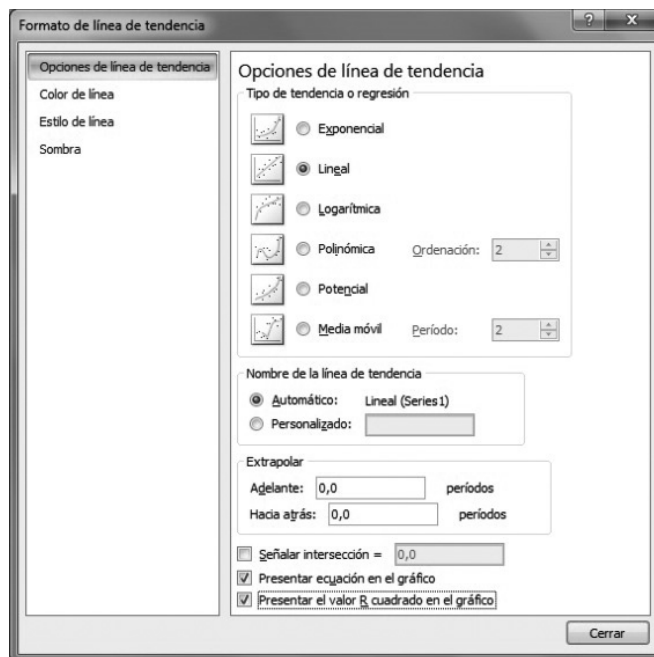 Formato de línea de tendencia
?
X
Opciones de línea de tendencia
Color de línea
Estilo de línea
Sombra
Opciones de línea de tendencia
Tipo de tendencia o regresión
Exponencial
Lineal
Logarítmica
Polinómica Ordenación: 2
Potencial
Media móvil Período: 2
Nombre de la línea de tendencia
Automático: Lineal (Series1)
Personalizado:
Extrapolar
Adelante: 0,0 períodos
Hacia atrás: 0,0 períodos
Señalar intersección = 0,0
Presentar ecuación en el gráfico
Presentar el valor R cuadrado en el gráfico
Cerrar